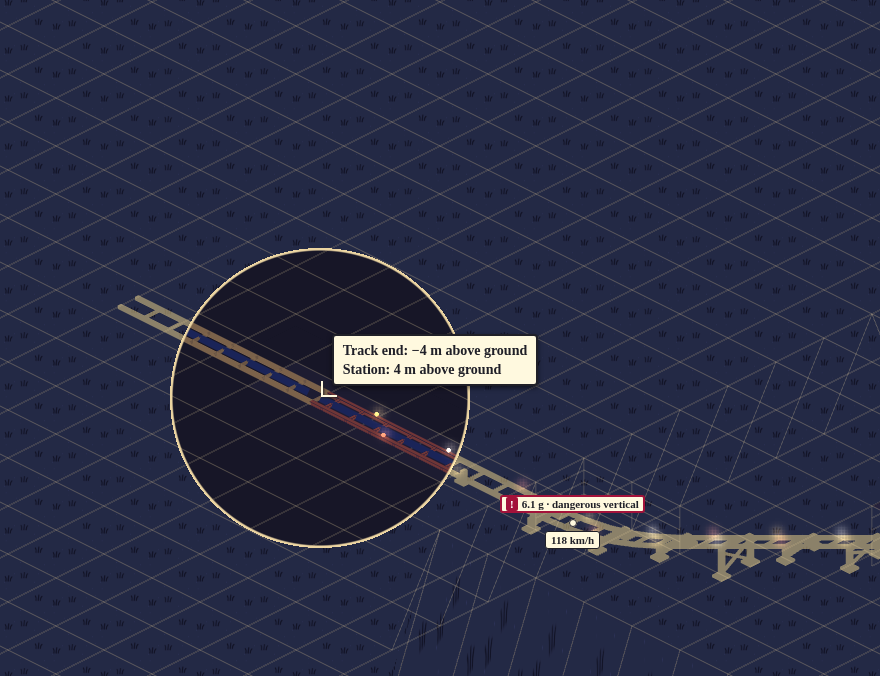 Track end: −4 m above ground
Station: 4 m above ground
! 6.1 g · dangerous vertical
118 km/h